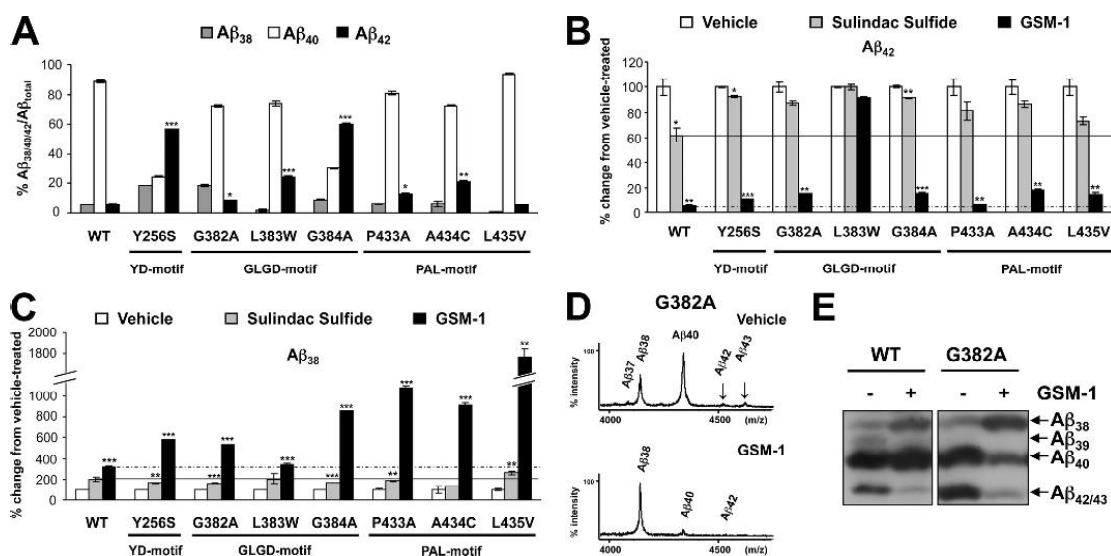 A
Aβ38 Aβ40 Aβ42
% Aβ38/40/42/Aβtotal
100
80
60
40
20
0
*** * *** *** * **
WT Y256S G382A L383W G384A P433A A434C L435V
YD-motif GLGD-motif PAL-motif
B
Vehicle Sulindac Sulfide GSM-1
Aβ42
% change from vehicle-treated
120
100
80
60
40
20
0
* * **
** *** ** *** ** ** **
WT Y256S G382A L383W G384A P433A A434C L435V
YD-motif GLGD-motif PAL-motif
C
Vehicle Sulindac Sulfide GSM-1
Aβ38
% change from vehicle-treated
2000
1800
1000
800
600
400
200
0
*** *** *** *** *** *** *** **
** *** *** ** **
WT Y256S G382A L383W G384A P433A A434C L435V
YD-motif GLGD-motif PAL-motif
D
G382A
Vehicle
% intensity
100
Aβ37 Aβ38 Aβ40 Aβ42 Aβ43
4000 4500 (m/z)
GSM-1
% intensity
100
Aβ38 Aβ40 Aβ42
4000 4500 (m/z)
E
WT G382A
- + - + GSM-1
Aβ38
Aβ39
Aβ40
Aβ42/43